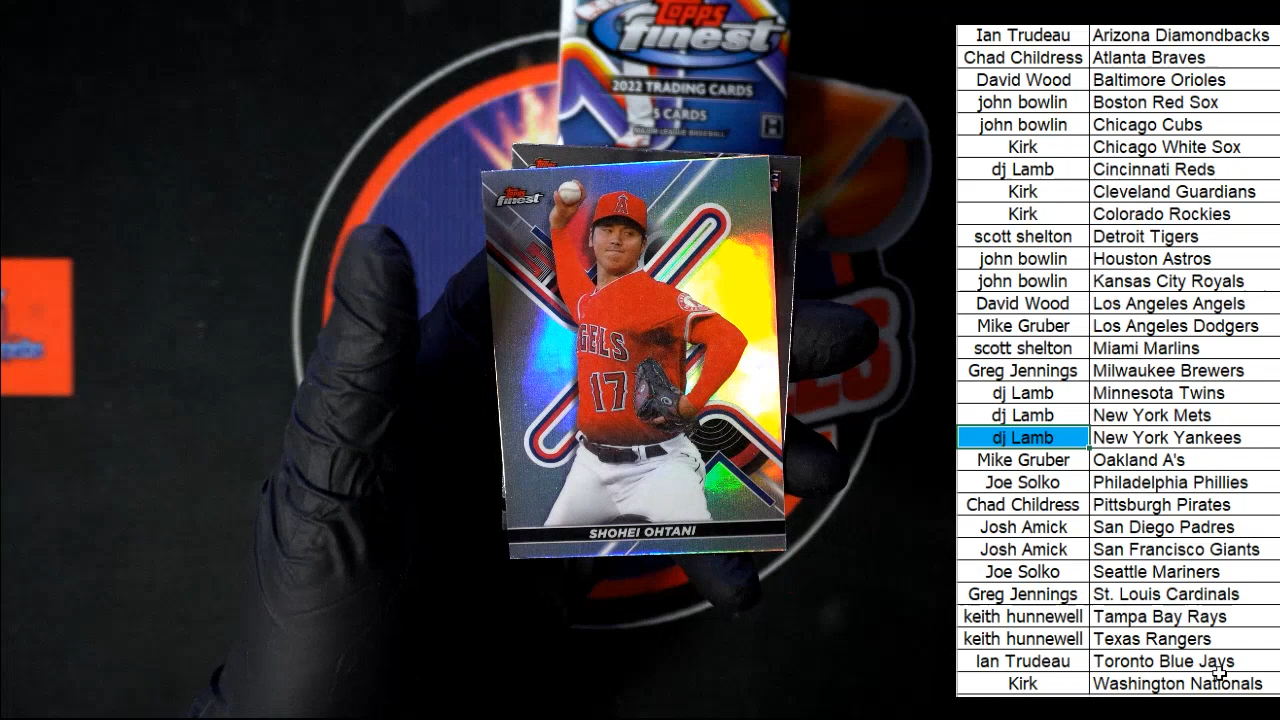 Topps
finest
2022 TRADING CARDS
5 CARDS
MAJOR LEAGUE BASEBALL
H
Topps
Topps
finest
A
ANGELS
17
SHOHEI OHTANI
Ian Trudeau Arizona Diamondbacks
Chad Childress Atlanta Braves
David Wood Baltimore Orioles
john bowlin Boston Red Sox
john bowlin Chicago Cubs
Kirk Chicago White Sox
dj Lamb Cincinnati Reds
Kirk Cleveland Guardians
Kirk Colorado Rockies
scott shelton Detroit Tigers
john bowlin Houston Astros
john bowlin Kansas City Royals
David Wood Los Angeles Angels
Mike Gruber Los Angeles Dodgers
scott shelton Miami Marlins
Greg Jennings Milwaukee Brewers
dj Lamb Minnesota Twins
dj Lamb New York Mets
dj Lamb New York Yankees
Mike Gruber Oakland A's
Joe Solko Philadelphia Phillies
Chad Childress Pittsburgh Pirates
Josh Amick San Diego Padres
Josh Amick San Francisco Giants
Joe Solko Seattle Mariners
Greg Jennings St. Louis Cardinals
keith hunnewell Tampa Bay Rays
keith hunnewell Texas Rangers
Ian Trudeau Toronto Blue Jays
Kirk Washington Nationals